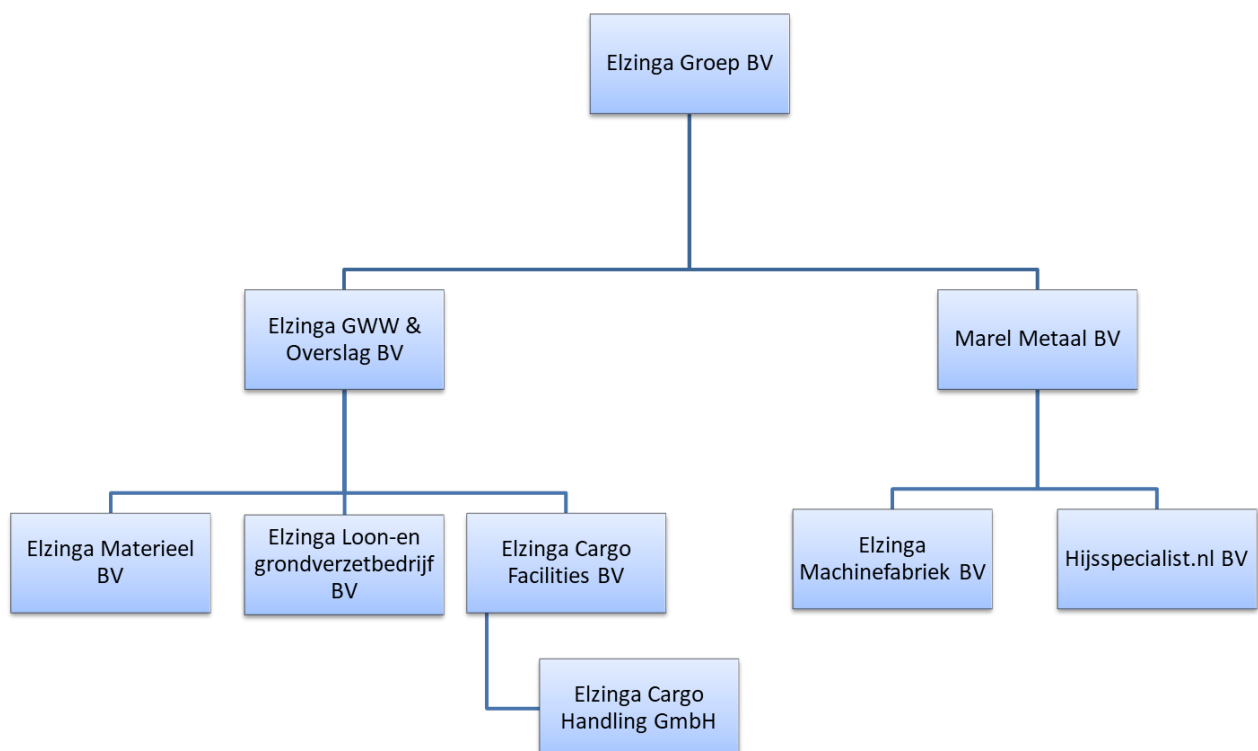 Elzinga Groep BV
Elzinga GWW &
Overslag BV
Marel Metaal BV
Elzinga Materieel
BV
Elzinga Loon-en
grondverzetbedrijf
BV
Elzinga Cargo
Facilities BV
Elzinga
Machinefabriek BV
Hijsspecialist.nl BV
Elzinga Cargo
Handling GmbH